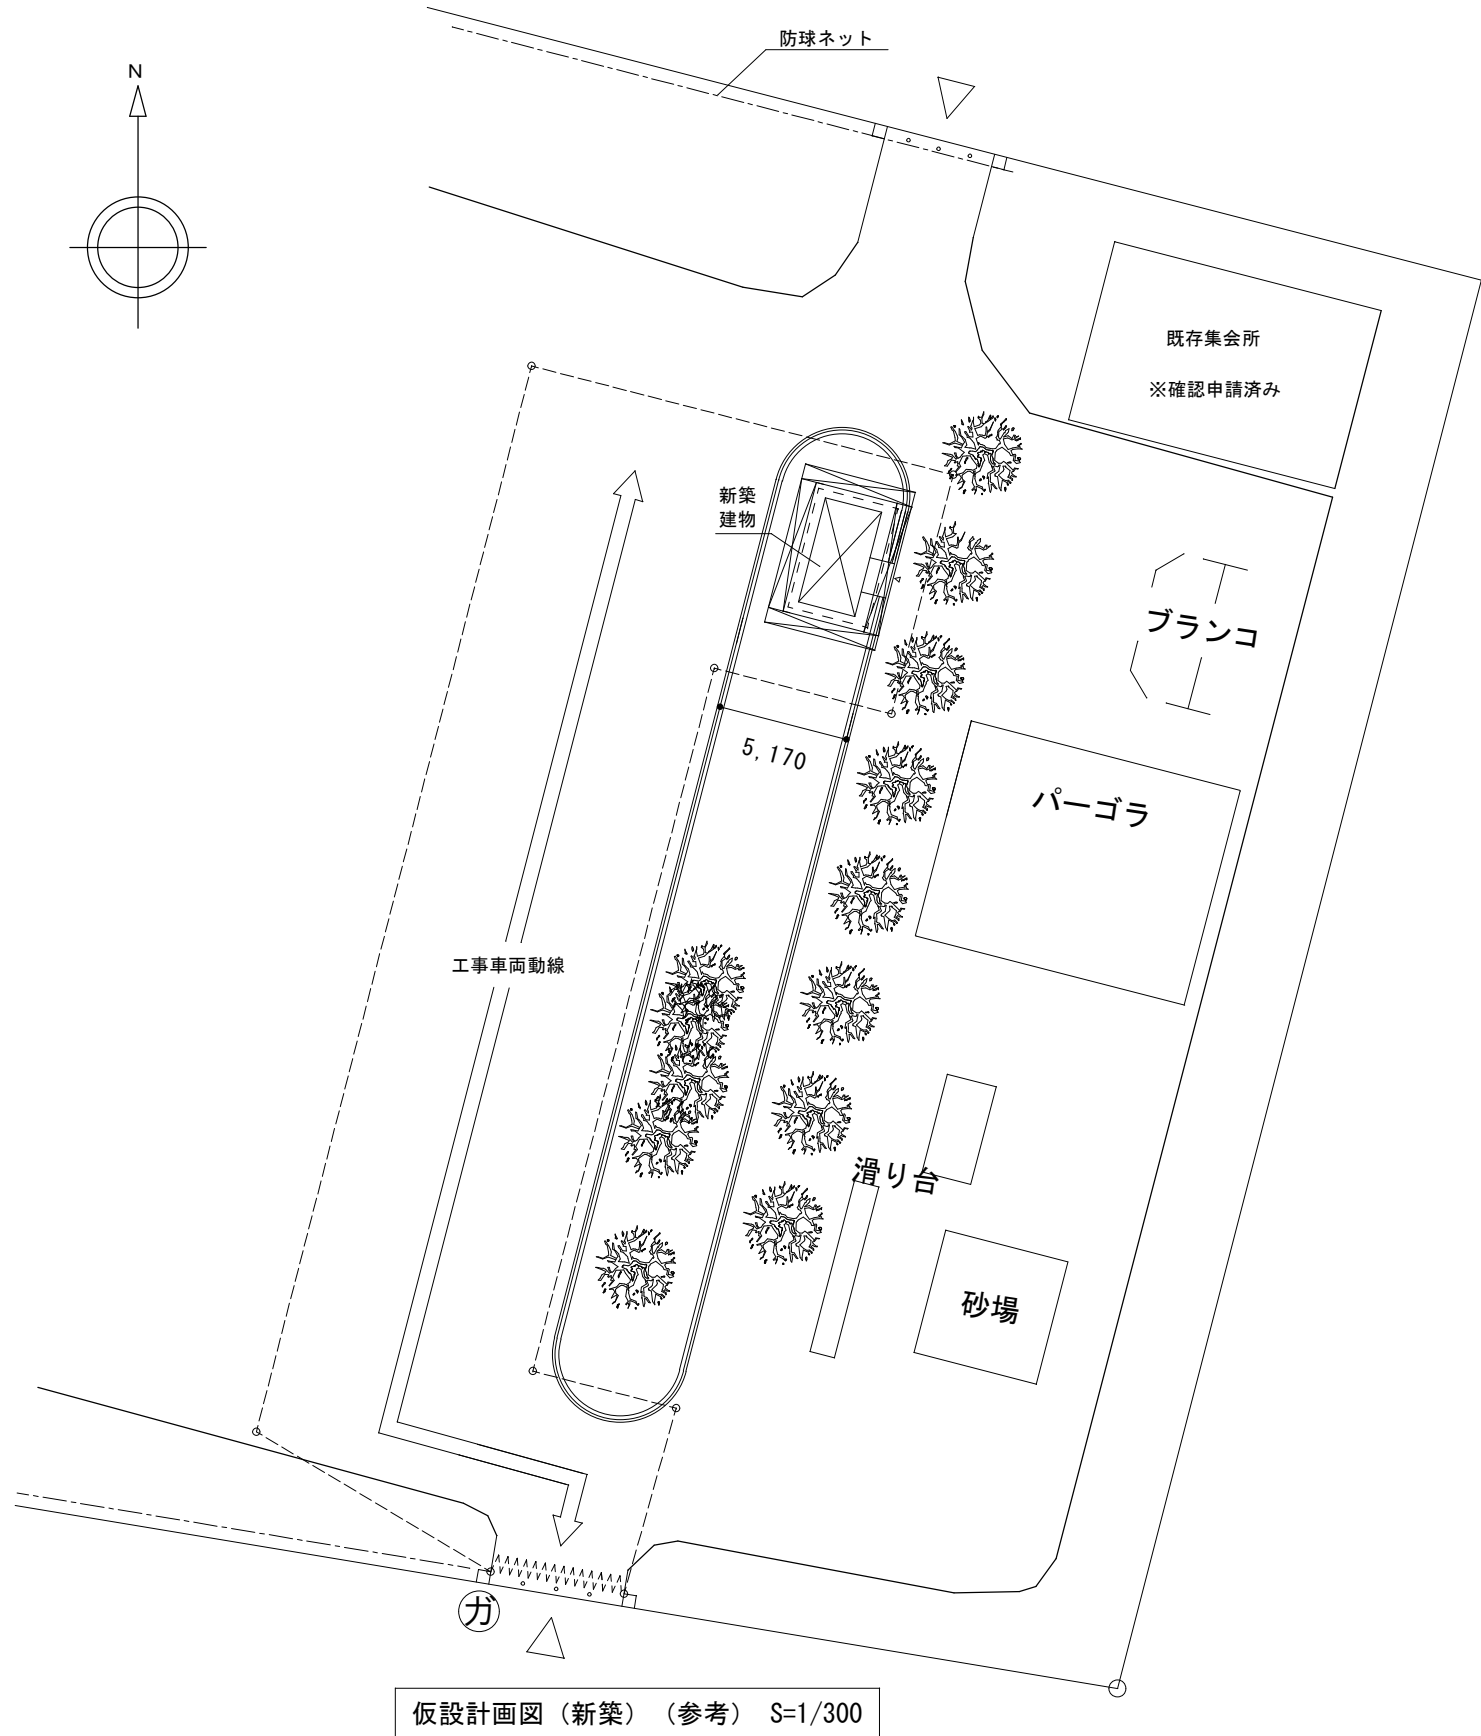 防球ネット
N
既存集会所
※確認申請済み
新築
建物
ブランコ
5,170
パーゴラ
工事車両動線
滑り台
砂場
ガ
仮設計画図（新築）（参考） S=1/300